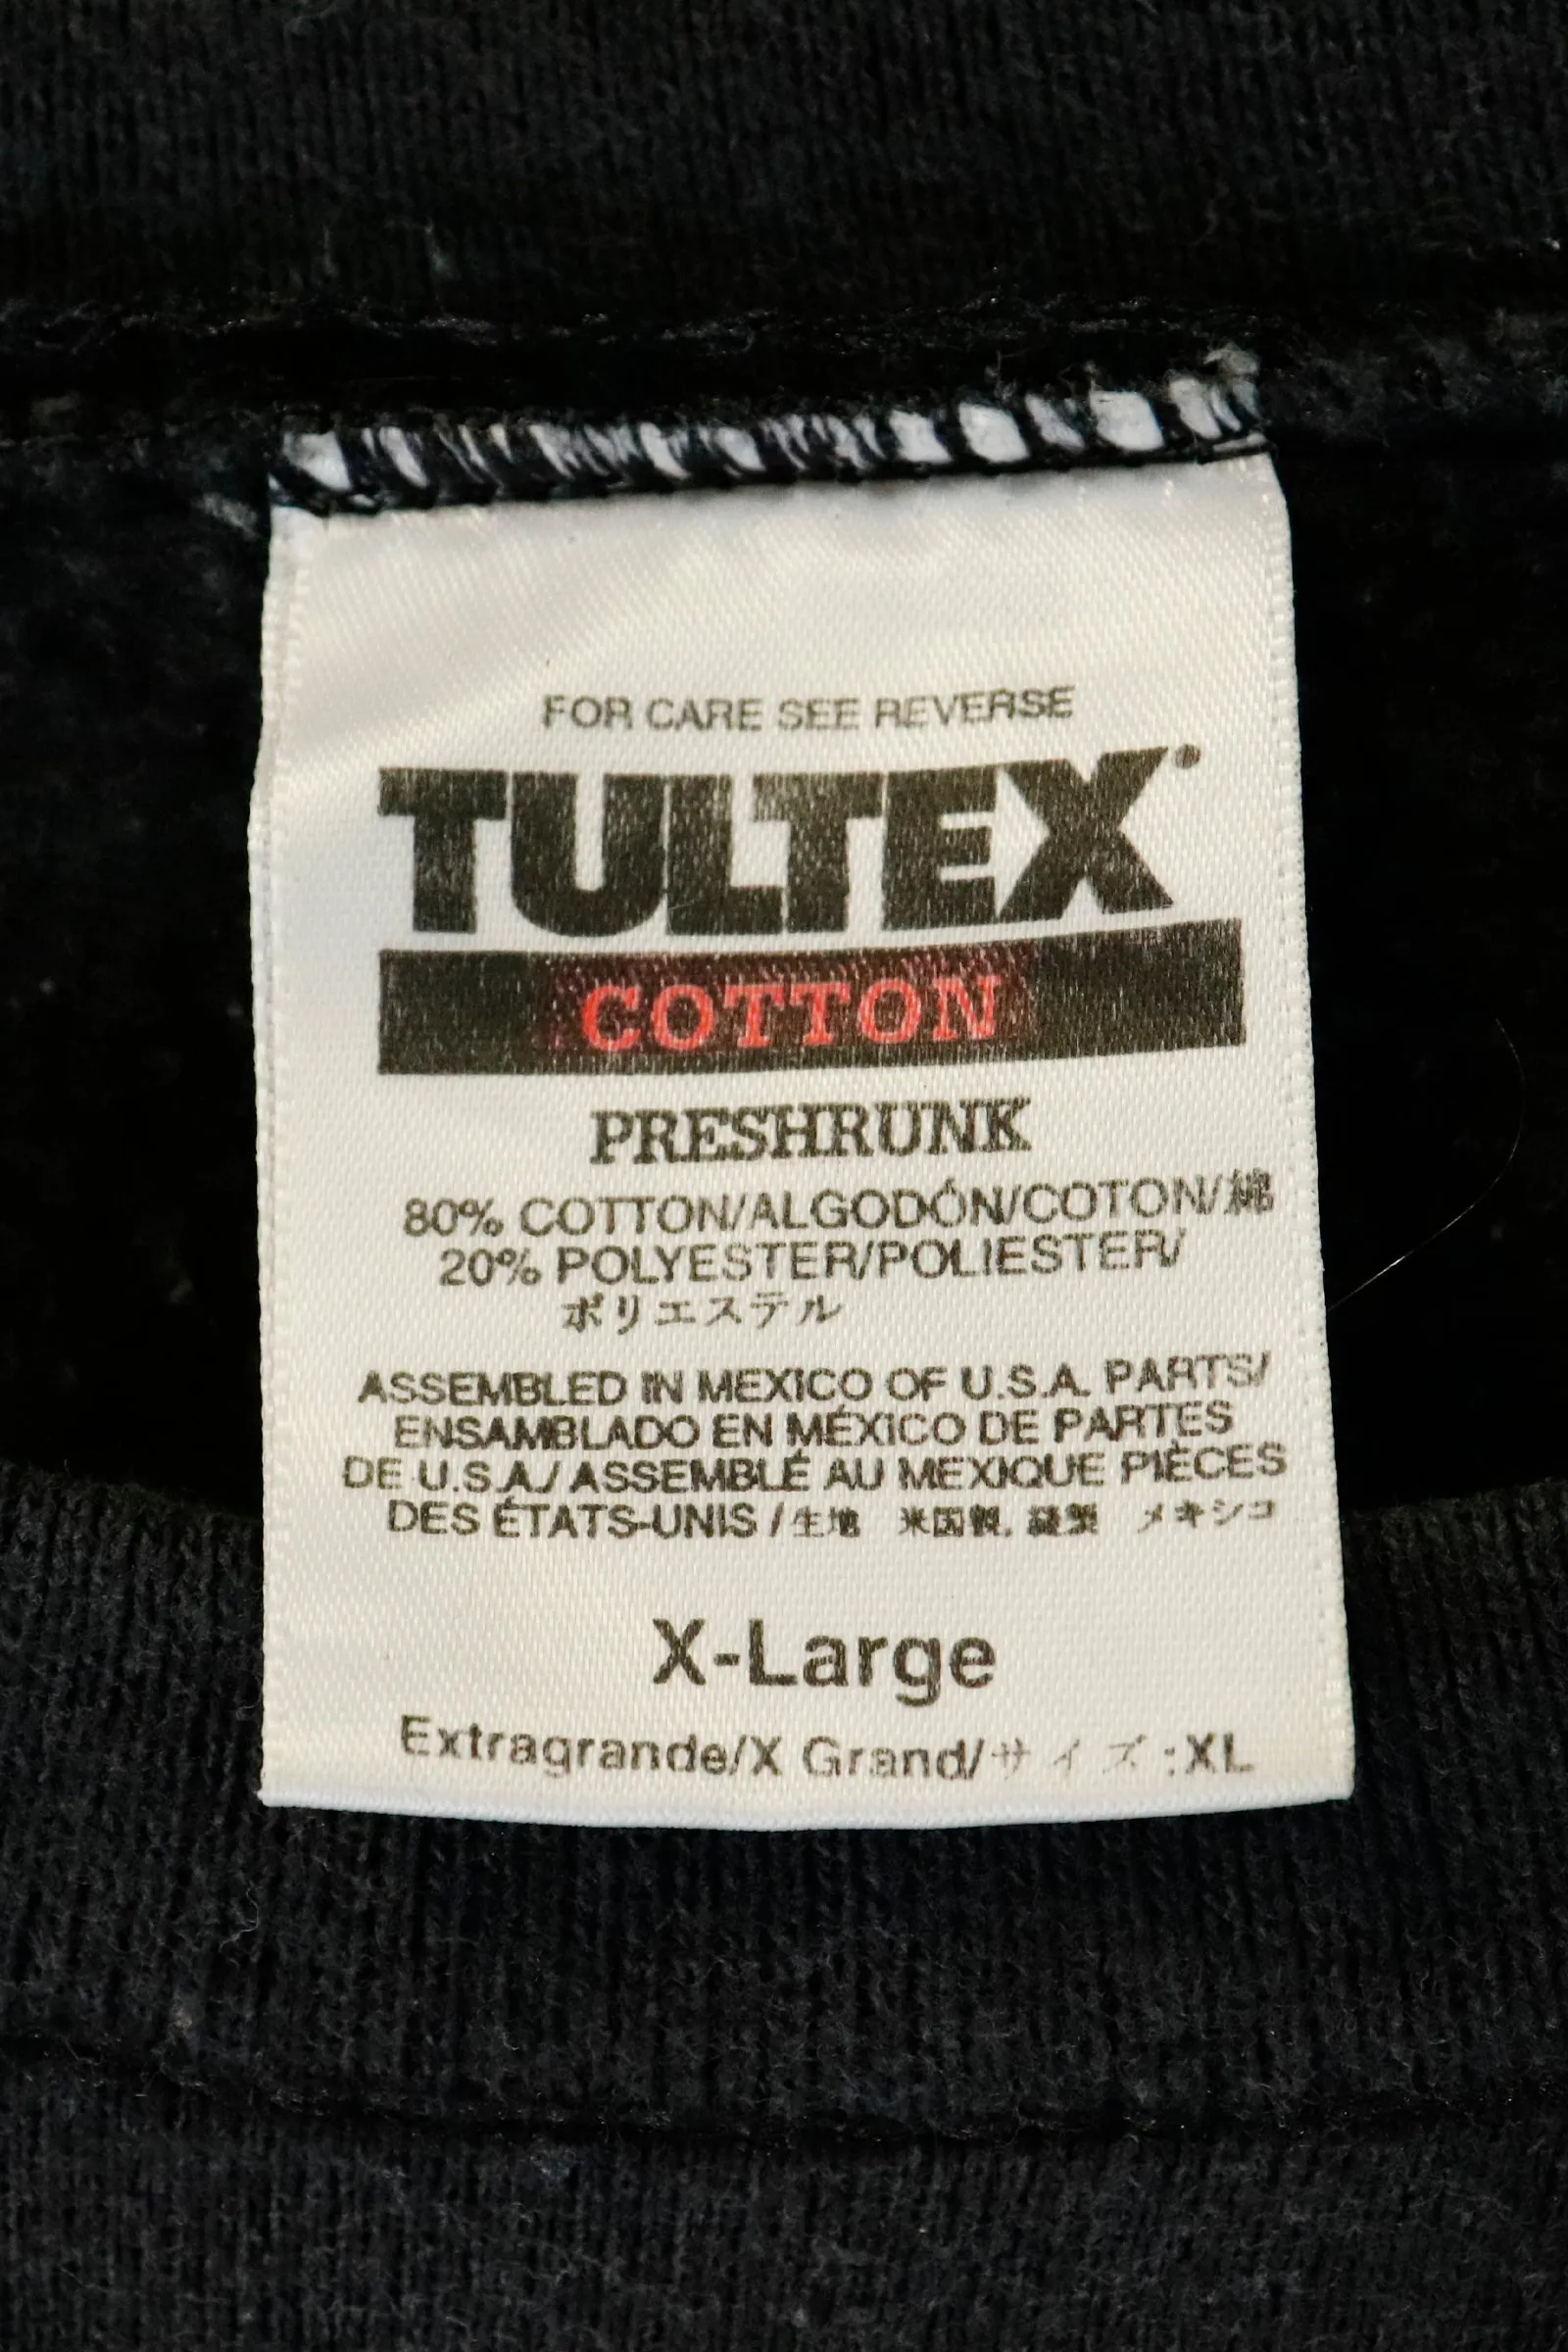 FOR CARE SEE REVERSE
TULTEX
COTTON
PRESHRUNK
80% COTTON/ALGODÓN/COTON/綿
20% POLYESTER/POLIESTER/
ポリエステル
ASSEMBLED IN MEXICO OF U.S.A. PARTS/
ENSAMBLADO EN MÉXICO DE PARTES
DE U.S.A./ ASSEMBLÉ AU MEXIQUE PIÈCES
DES ÉTATS-UNIS / 生地 米国製, 縫製 メキシコ
X-Large
Extragrande/X Grand/サイズ:XL